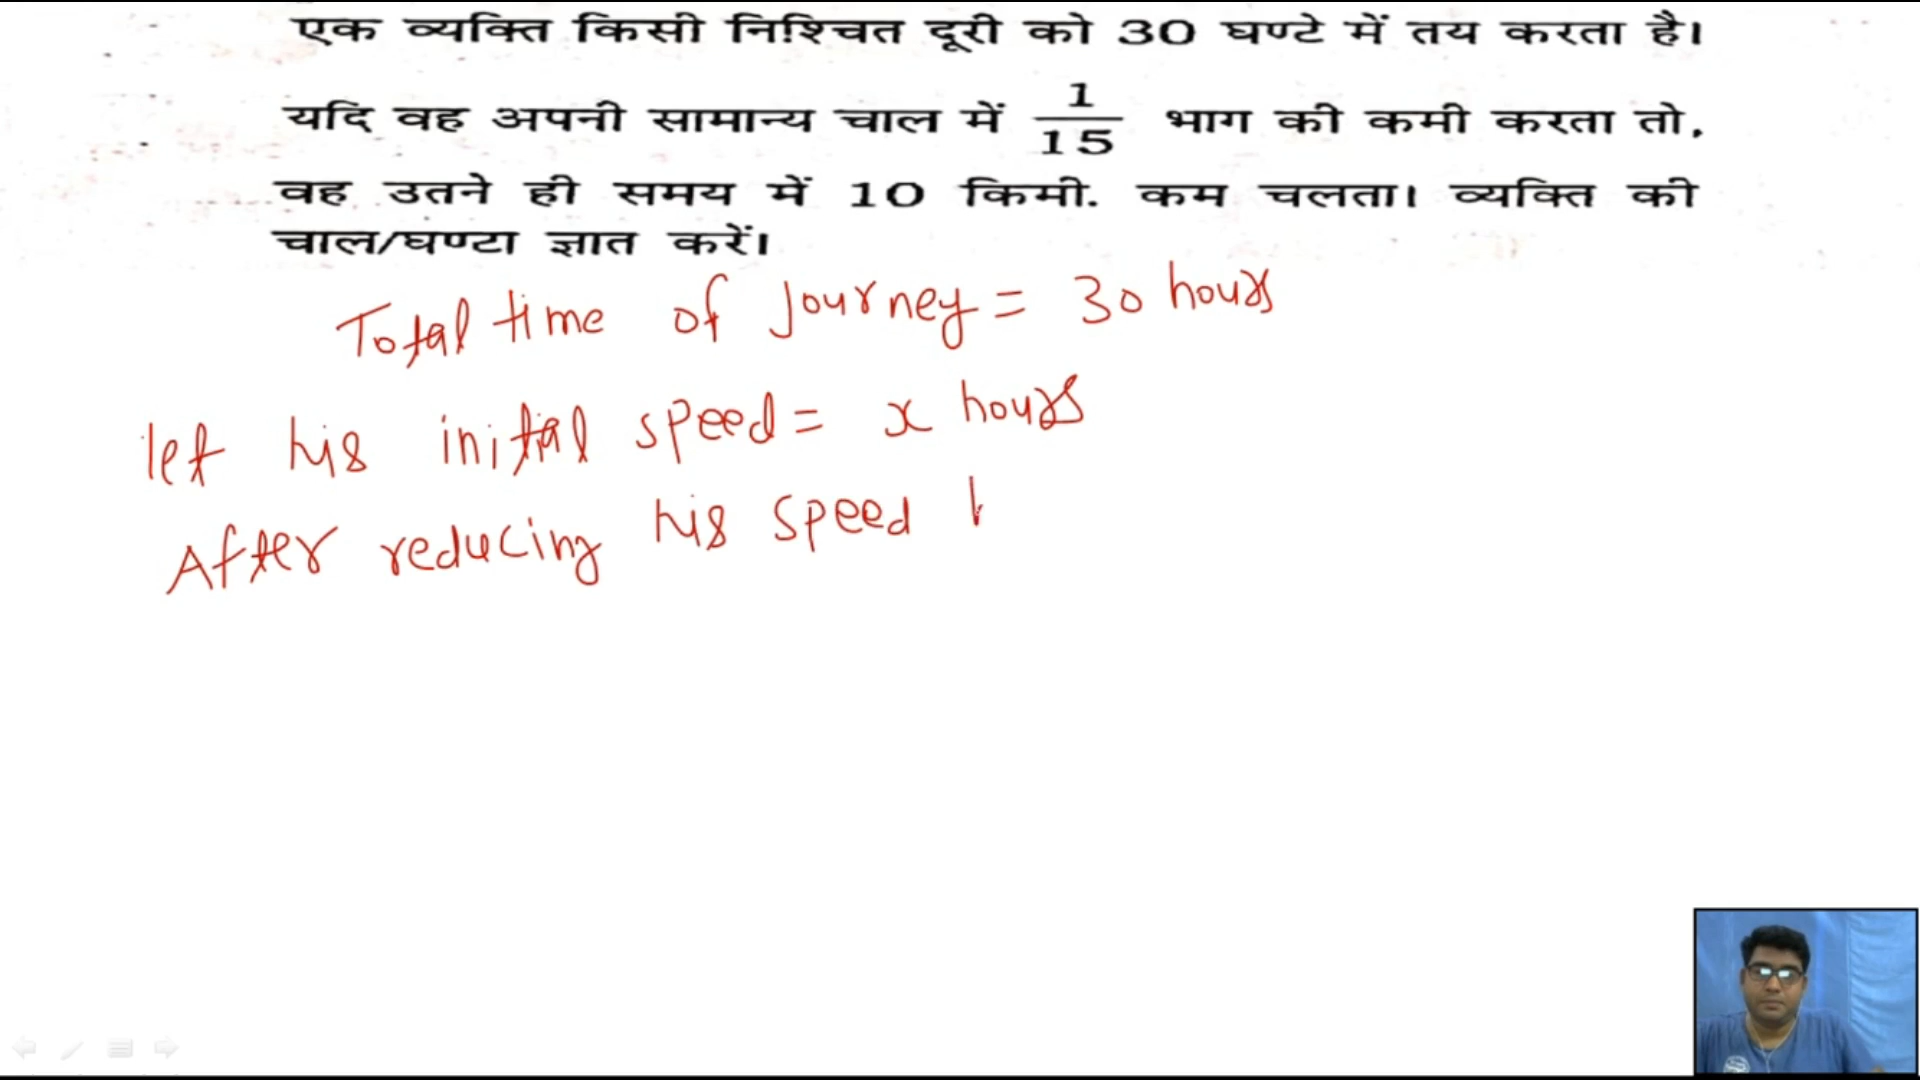 एक व्यक्ति किसी निश्चित दूरी को 30 घण्टे में तय करता है।
यदि वह अपनी सामान्य चाल में 1/15 भाग की कमी करता तो,
वह उतने ही समय में 10 किमी. कम चलता। व्यक्ति की
चाल/घण्टा ज्ञात करें।
Total time of Journey = 30 hours
let his initial speed = x hours
After reducing his speed b